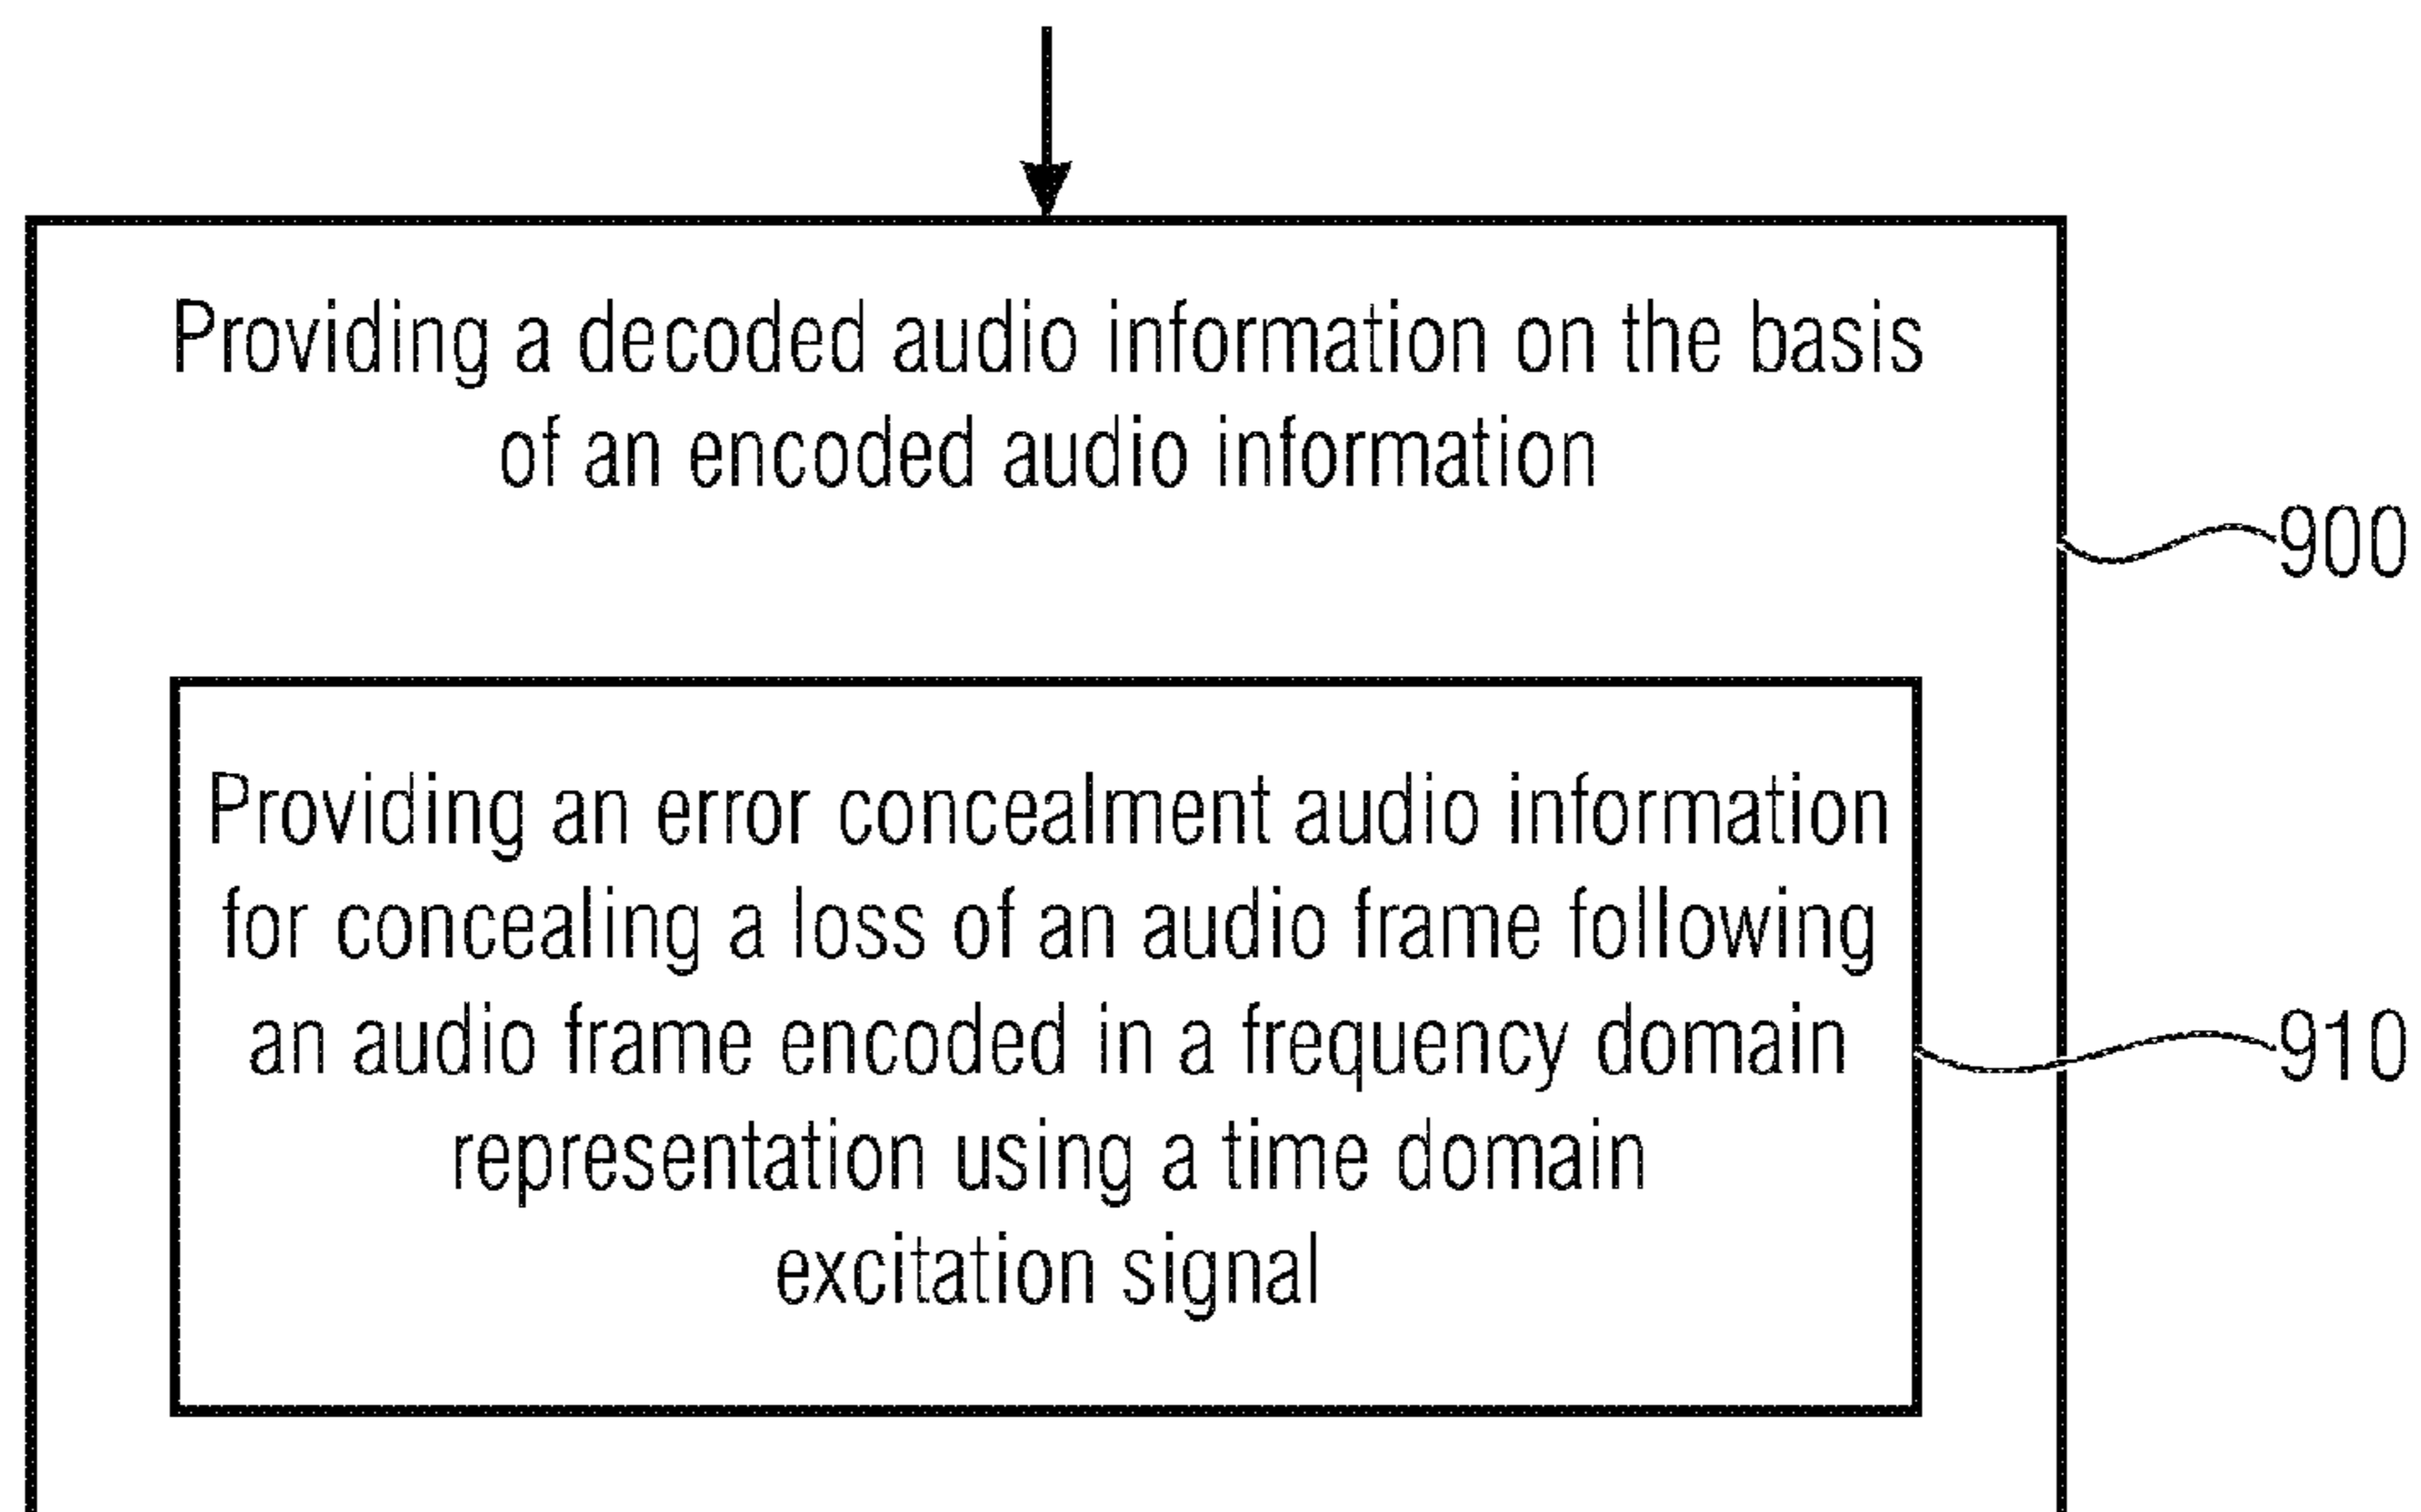 Providing a decoded audio information on the basis
of an encoded audio information
900
Providing an error concealment audio information
for concealing a loss of an audio frame following
an audio frame encoded in a frequency domain
representation using a time domain
excitation signal
910